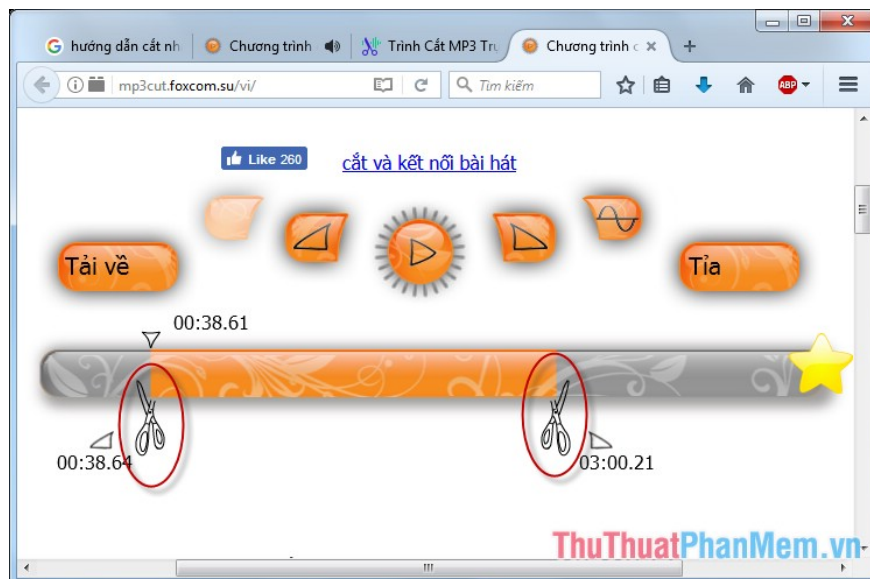 hướng dẫn cắt nh
Chương trình
Trình Cắt MP3 Trụ
Chương trình c
mp3cut.foxcom.su/vi/
Tìm kiếm
ABP
Like 260
cắt và kết nối bài hát
Tải về
Tỉa
00:38.61
00:38.64
03:00.21
ThuThuatPhanMem.vn